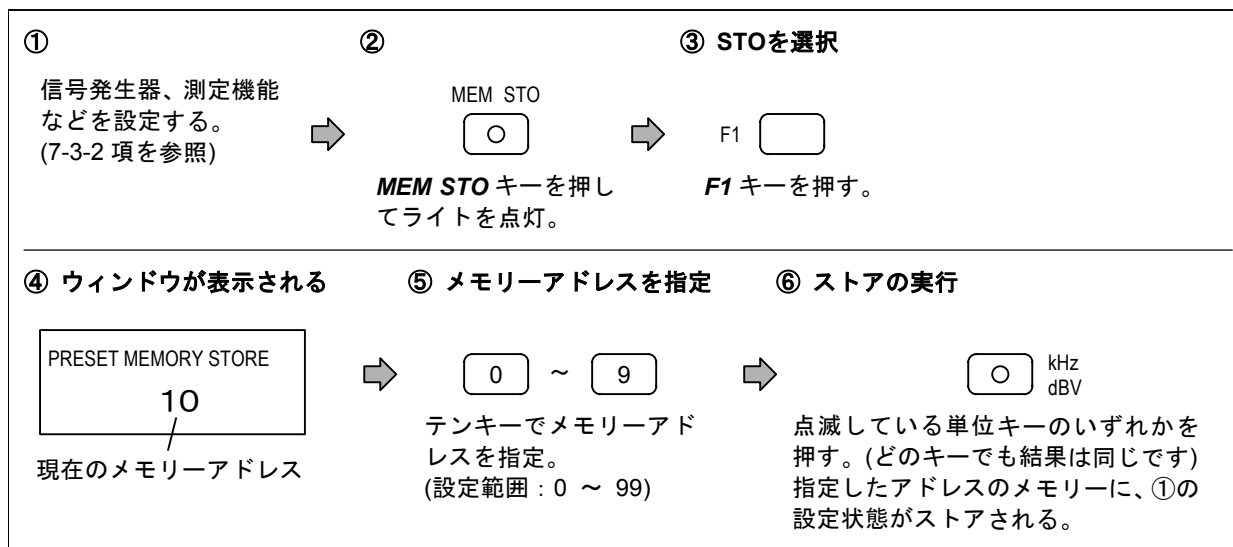 ①
信号発生器、測定機能
などを設定する。
(7-3-2 項を参照)
②
MEM STO
MEM STO キーを押し
てライトを点灯。
③ STOを選択
F1
F1 キーを押す。
④ ウィンドウが表示される
PRESET MEMORY STORE
10
現在のメモリーアドレス
⑤ メモリーアドレスを指定
0 ～ 9
テンキーでメモリーアド
レスを指定。
(設定範囲：0 ～ 99)
⑥ ストアの実行
kHz
dBV
点滅している単位キーのいずれかを
押す。(どのキーでも結果は同じです)
指定したアドレスのメモリーに、①の
設定状態がストアされる。